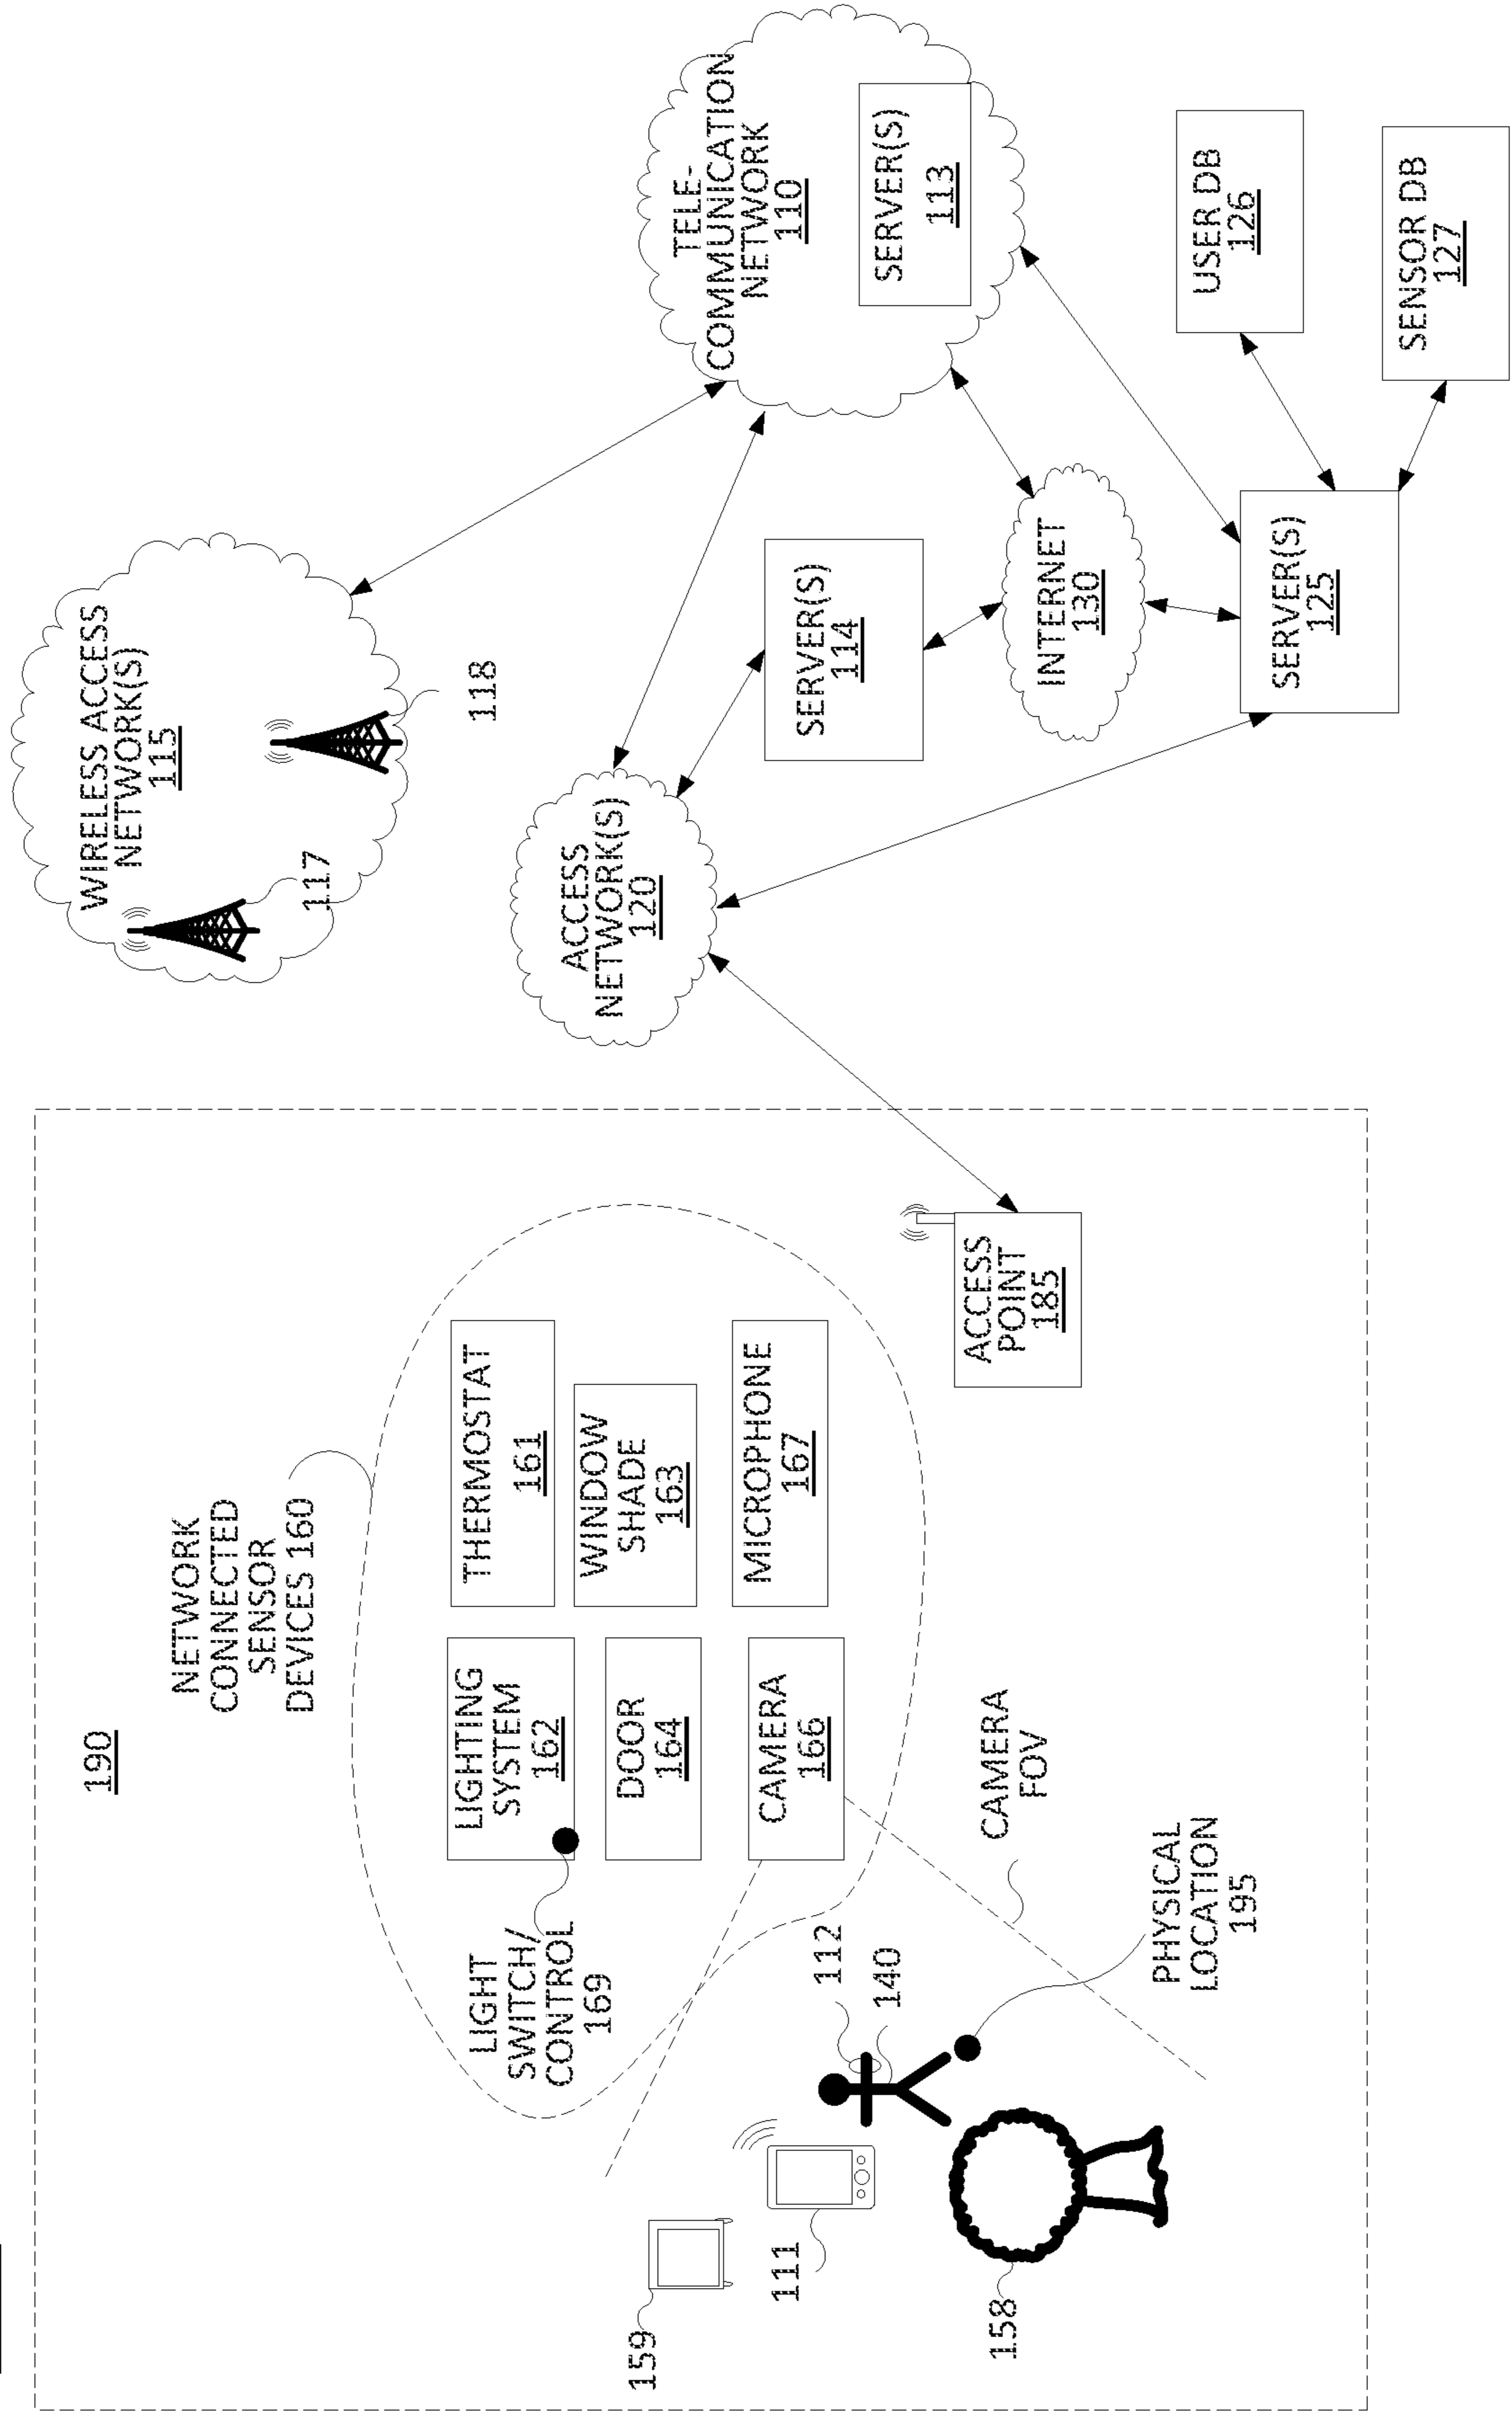 190
NETWORK
CONNECTED
SENSOR
DEVICES 160
LIGHTING
SYSTEM
162
THERMOSTAT
161
LIGHT
SWITCH/
CONTROL
169
DOOR
164
WINDOW
SHADE
163
CAMERA
166
MICROPHONE
167
159
111
112
140
158
CAMERA
FOV
PHYSICAL
LOCATION
195
ACCESS
POINT
185
WIRELESS ACCESS
NETWORK(S)
115
117
118
ACCESS
NETWORK(S)
120
TELE-
COMMUNICATION
NETWORK
110
SERVER(S)
113
SERVER(S)
114
INTERNET
130
SERVER(S)
125
USER DB
126
SENSOR DB
127